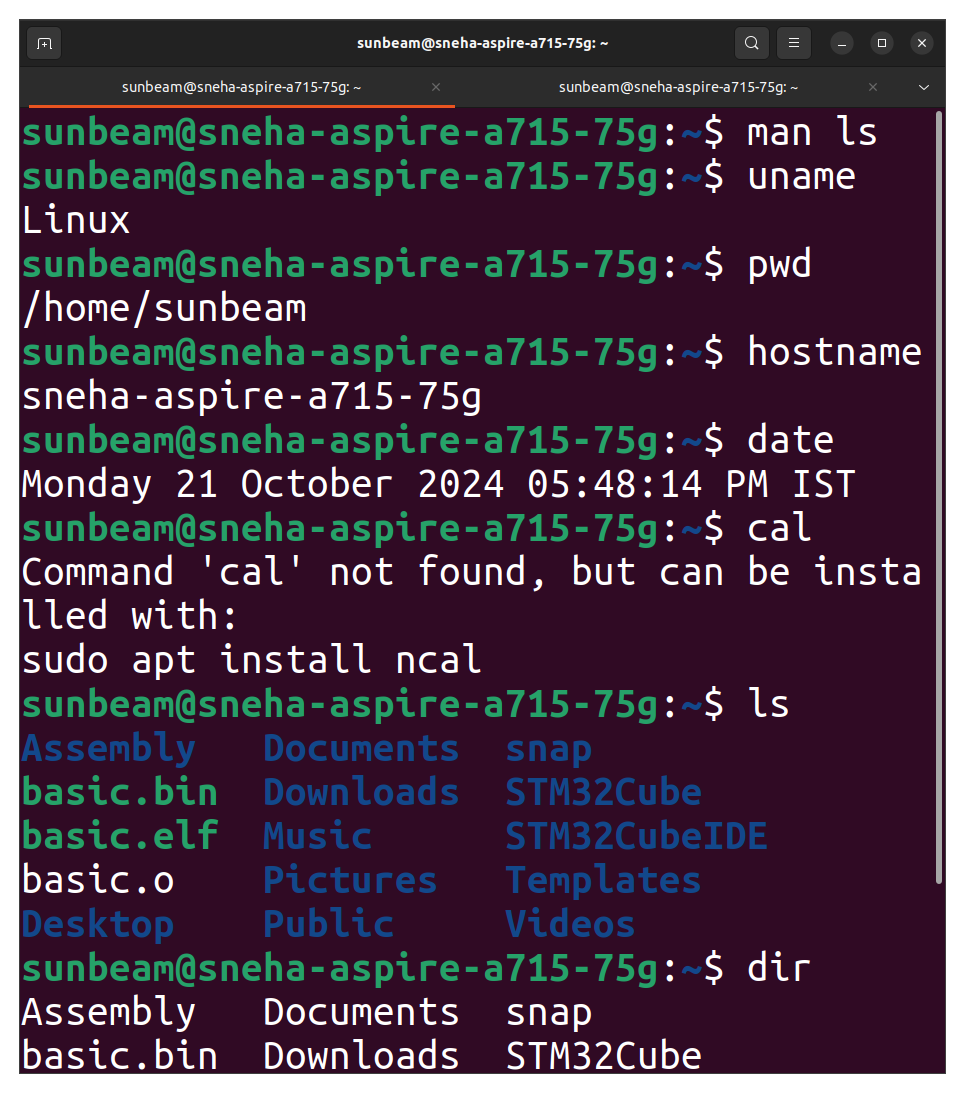 sunbeam@sneha-aspire-a715-75g: ~
sunbeam@sneha-aspire-a715-75g: ~ × sunbeam@sneha-aspire-a715-75g: ~ ×
sunbeam@sneha-aspire-a715-75g:~$ man ls
sunbeam@sneha-aspire-a715-75g:~$ uname
Linux
sunbeam@sneha-aspire-a715-75g:~$ pwd
/home/sunbeam
sunbeam@sneha-aspire-a715-75g:~$ hostname
sneha-aspire-a715-75g
sunbeam@sneha-aspire-a715-75g:~$ date
Monday 21 October 2024 05:48:14 PM IST
sunbeam@sneha-aspire-a715-75g:~$ cal
Command 'cal' not found, but can be insta
lled with:
sudo apt install ncal
sunbeam@sneha-aspire-a715-75g:~$ ls
Assembly   Documents  snap
basic.bin  Downloads  STM32Cube
basic.elf  Music      STM32CubeIDE
basic.o    Pictures   Templates
Desktop    Public     Videos
sunbeam@sneha-aspire-a715-75g:~$ dir
Assembly   Documents  snap
basic.bin  Downloads  STM32Cube